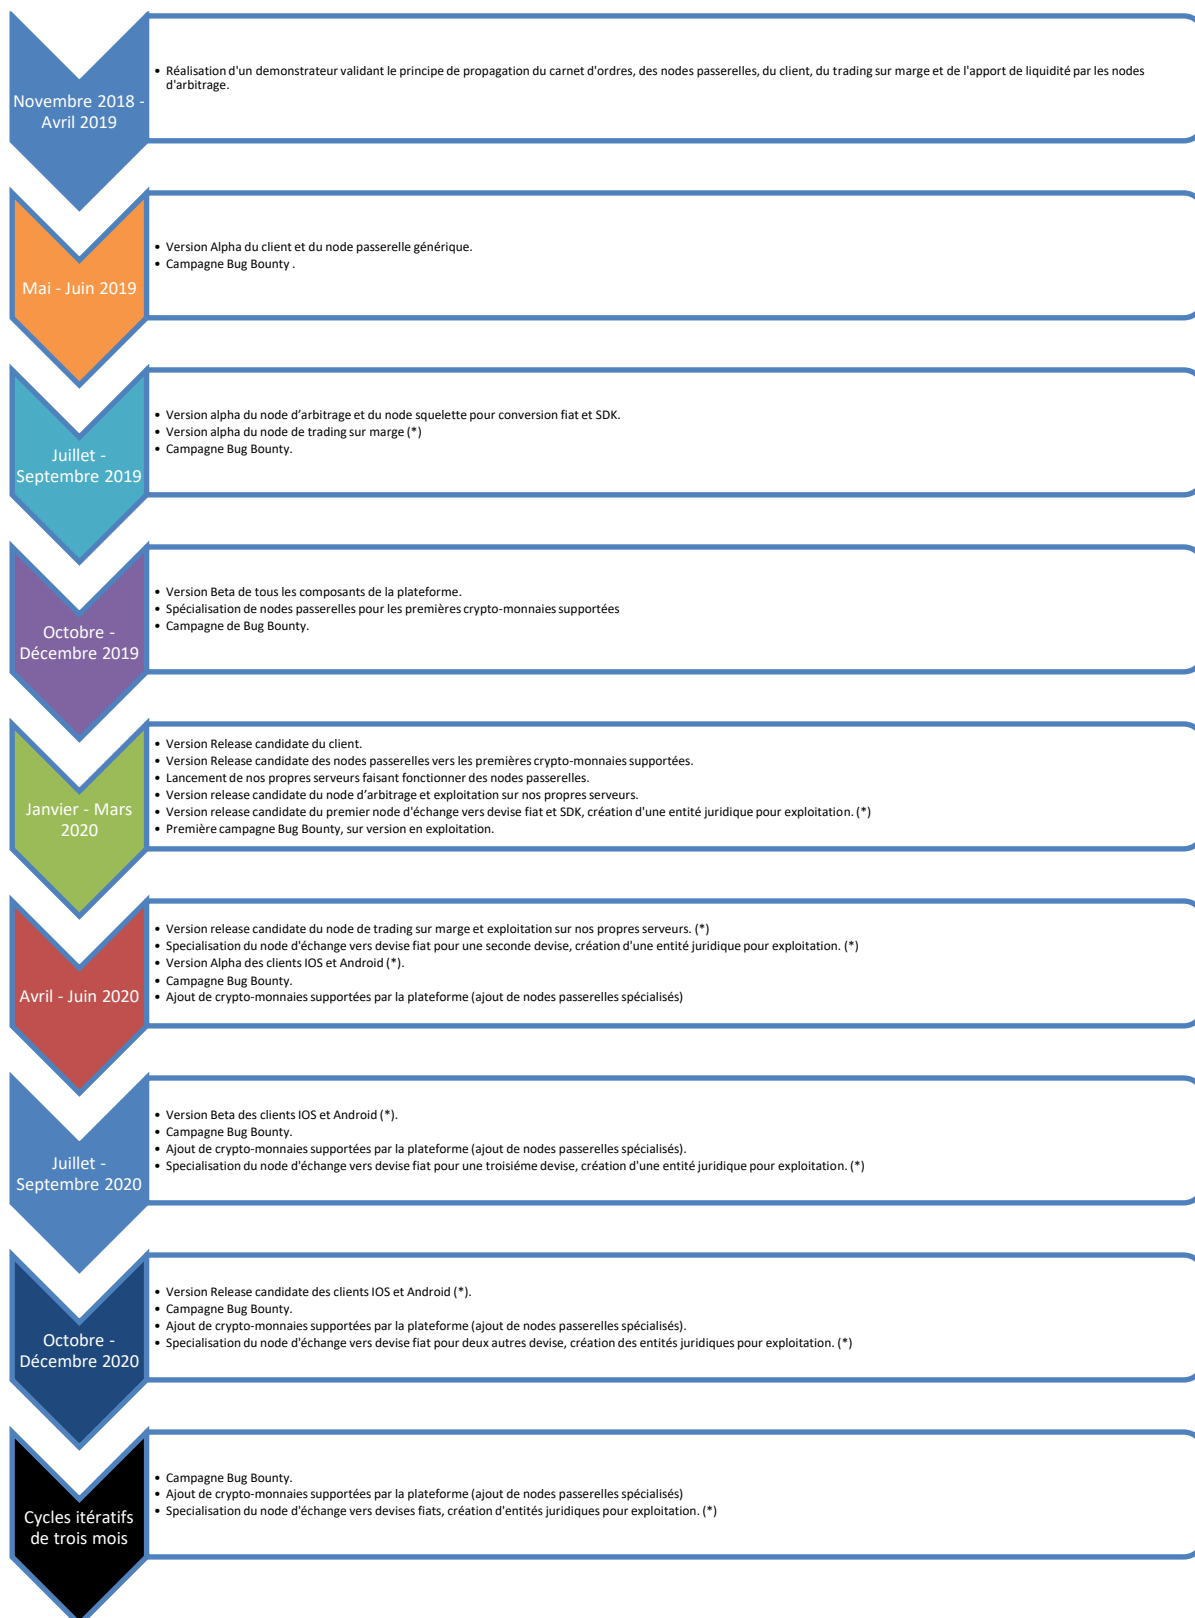 Novembre 2018 -
Avril 2019
• Réalisation d'un demonstrateur validant le principe de propagation du carnet d'ordres, des nodes passerelles, du client, du trading sur marge et de l'apport de liquidité par les nodes
d'arbitrage.
Mai - Juin 2019
• Version Alpha du client et du node passerelle générique.
• Campagne Bug Bounty .
Juillet -
Septembre 2019
• Version alpha du node d’arbitrage et du node squelette pour conversion fiat et SDK.
• Version alpha du node de trading sur marge (*)
• Campagne Bug Bounty.
Octobre -
Décembre 2019
• Version Beta de tous les composants de la plateforme.
• Spécialisation de nodes passerelles pour les premières crypto-monnaies supportées
• Campagne de Bug Bounty.
Janvier - Mars
2020
• Version Release candidate du client.
• Version Release candidate des nodes passerelles vers les premières crypto-monnaies supportées.
• Lancement de nos propres serveurs faisant fonctionner des nodes passerelles.
• Version release candidate du node d’arbitrage et exploitation sur nos propres serveurs.
• Version release candidate du premier node d'échange vers devise fiat et SDK, création d'une entité juridique pour exploitation. (*)
• Première campagne Bug Bounty, sur version en exploitation.
Avril - Juin 2020
• Version release candidate du node de trading sur marge et exploitation sur nos propres serveurs. (*)
• Specialisation du node d'échange vers devise fiat pour une seconde devise, création d'une entité juridique pour exploitation. (*)
• Version Alpha des clients IOS et Android (*).
• Campagne Bug Bounty.
• Ajout de crypto-monnaies supportées par la plateforme (ajout de nodes passerelles spécialisés)
Juillet -
Septembre 2020
• Version Beta des clients IOS et Android (*).
• Campagne Bug Bounty.
• Ajout de crypto-monnaies supportées par la plateforme (ajout de nodes passerelles spécialisés).
• Specialisation du node d'échange vers devise fiat pour une troisiéme devise, création d'une entité juridique pour exploitation. (*)
Octobre -
Décembre 2020
• Version Release candidate des clients IOS et Android (*).
• Campagne Bug Bounty.
• Ajout de crypto-monnaies supportées par la plateforme (ajout de nodes passerelles spécialisés).
• Specialisation du node d'échange vers devise fiat pour deux autres devise, création des entités juridiques pour exploitation. (*)
Cycles itératifs
de trois mois
• Campagne Bug Bounty.
• Ajout de crypto-monnaies supportées par la plateforme (ajout de nodes passerelles spécialisés)
• Specialisation du node d'échange vers devises fiats, création d'entités juridiques pour exploitation. (*)